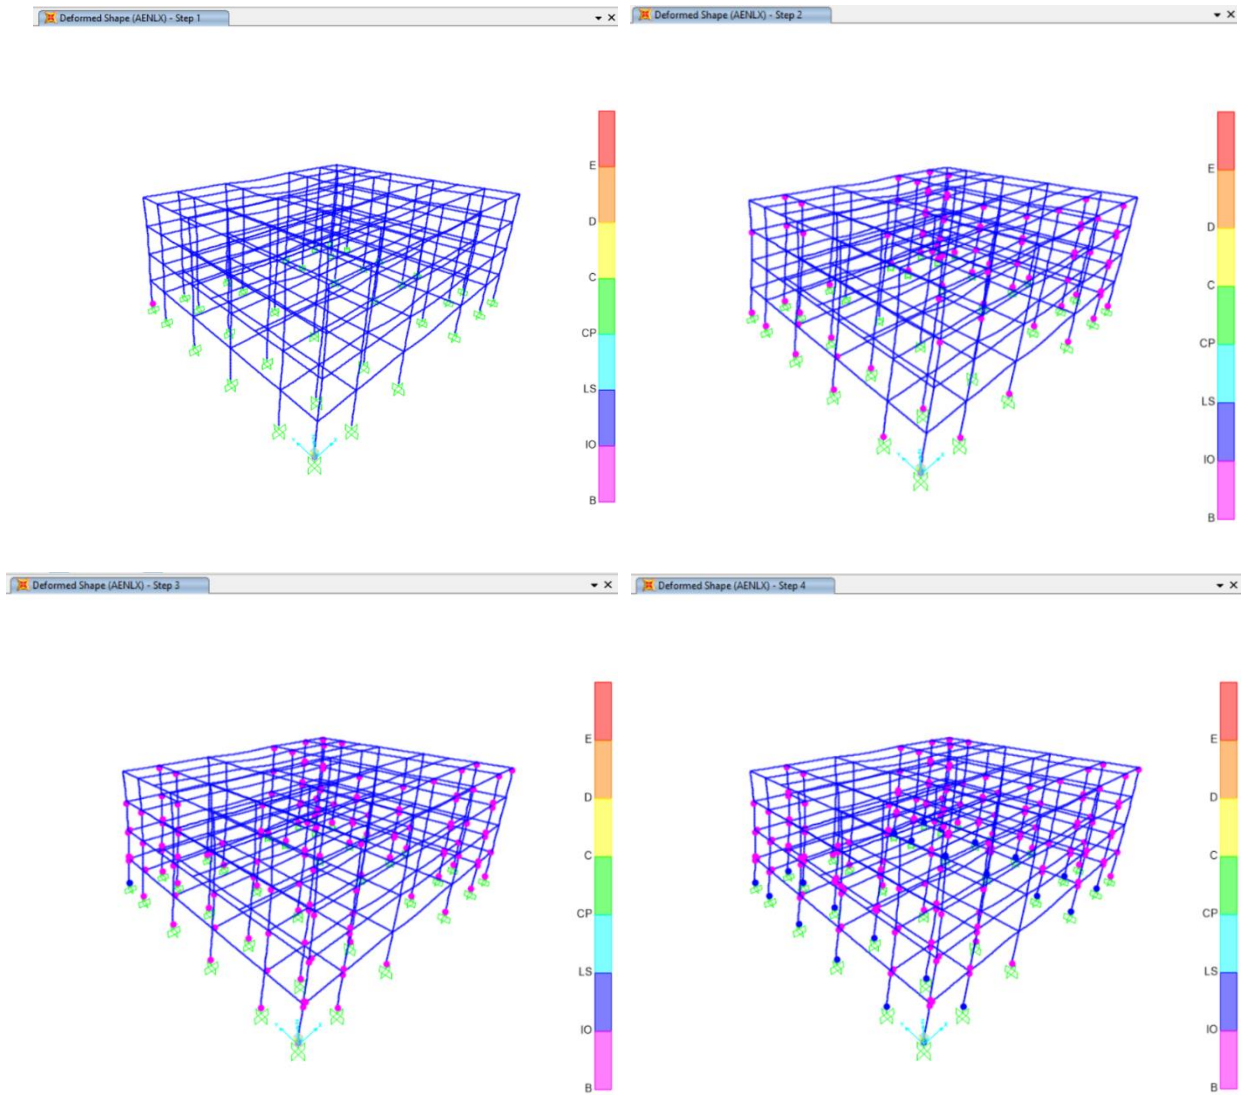 Deformed Shape (AENLX) - Step 1
E
D
C
CP
LS
IO
B
Deformed Shape (AENLX) - Step 2
E
D
C
CP
LS
IO
B
Deformed Shape (AENLX) - Step 3
E
D
C
CP
LS
IO
B
Deformed Shape (AENLX) - Step 4
E
D
C
CP
LS
IO
B